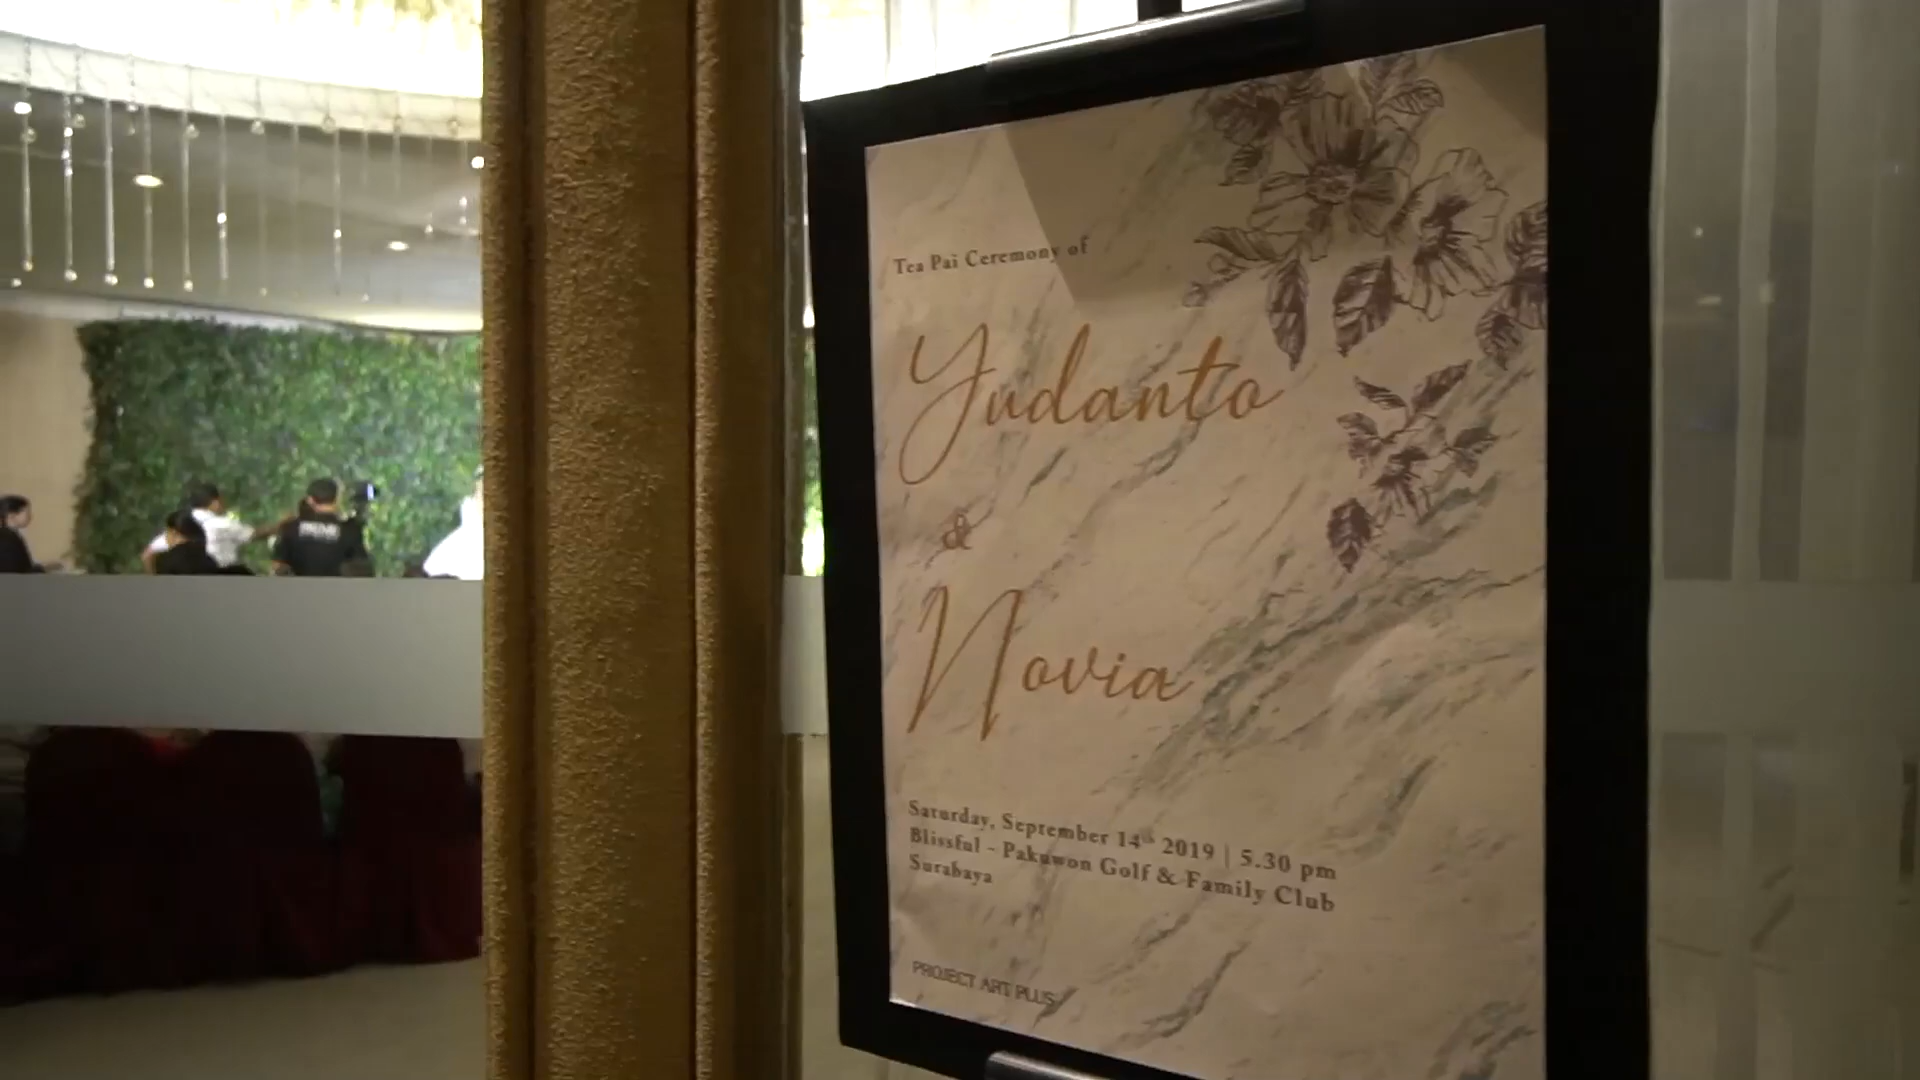 Tea Pai Ceremony of
Yudanto
&
Novia
Saturday, September 14th 2019 | 5.30 pm
Blissful - Pakuwon Golf & Family Club
Surabaya
PROJECT ART PLUS